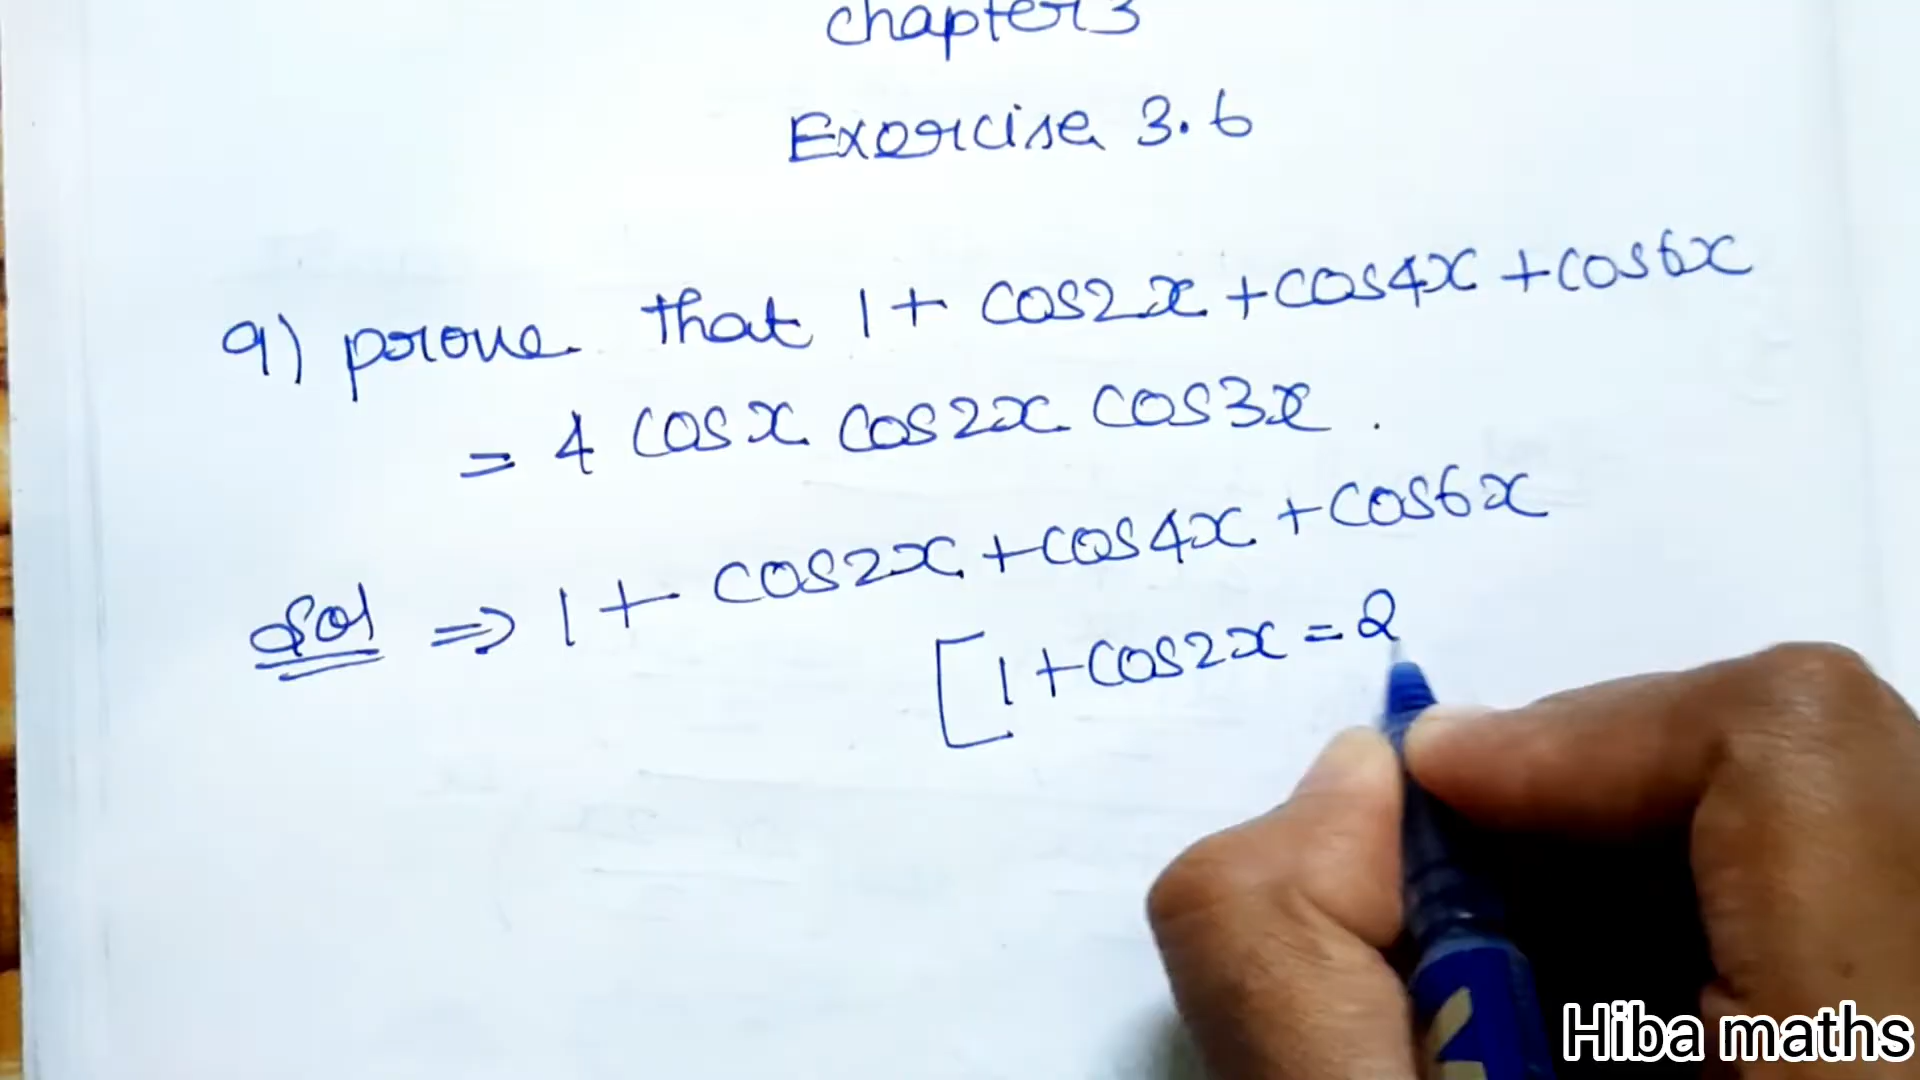 Chapter 3
Exercise 3.6
9) prove that 1 + cos2x + cos4x + cos6x
= 4 cosx cos2x cos3x.
Sol ⇒ 1 + cos2x + cos4x + cos6x
[1 + cos2x = 2
Hiba maths